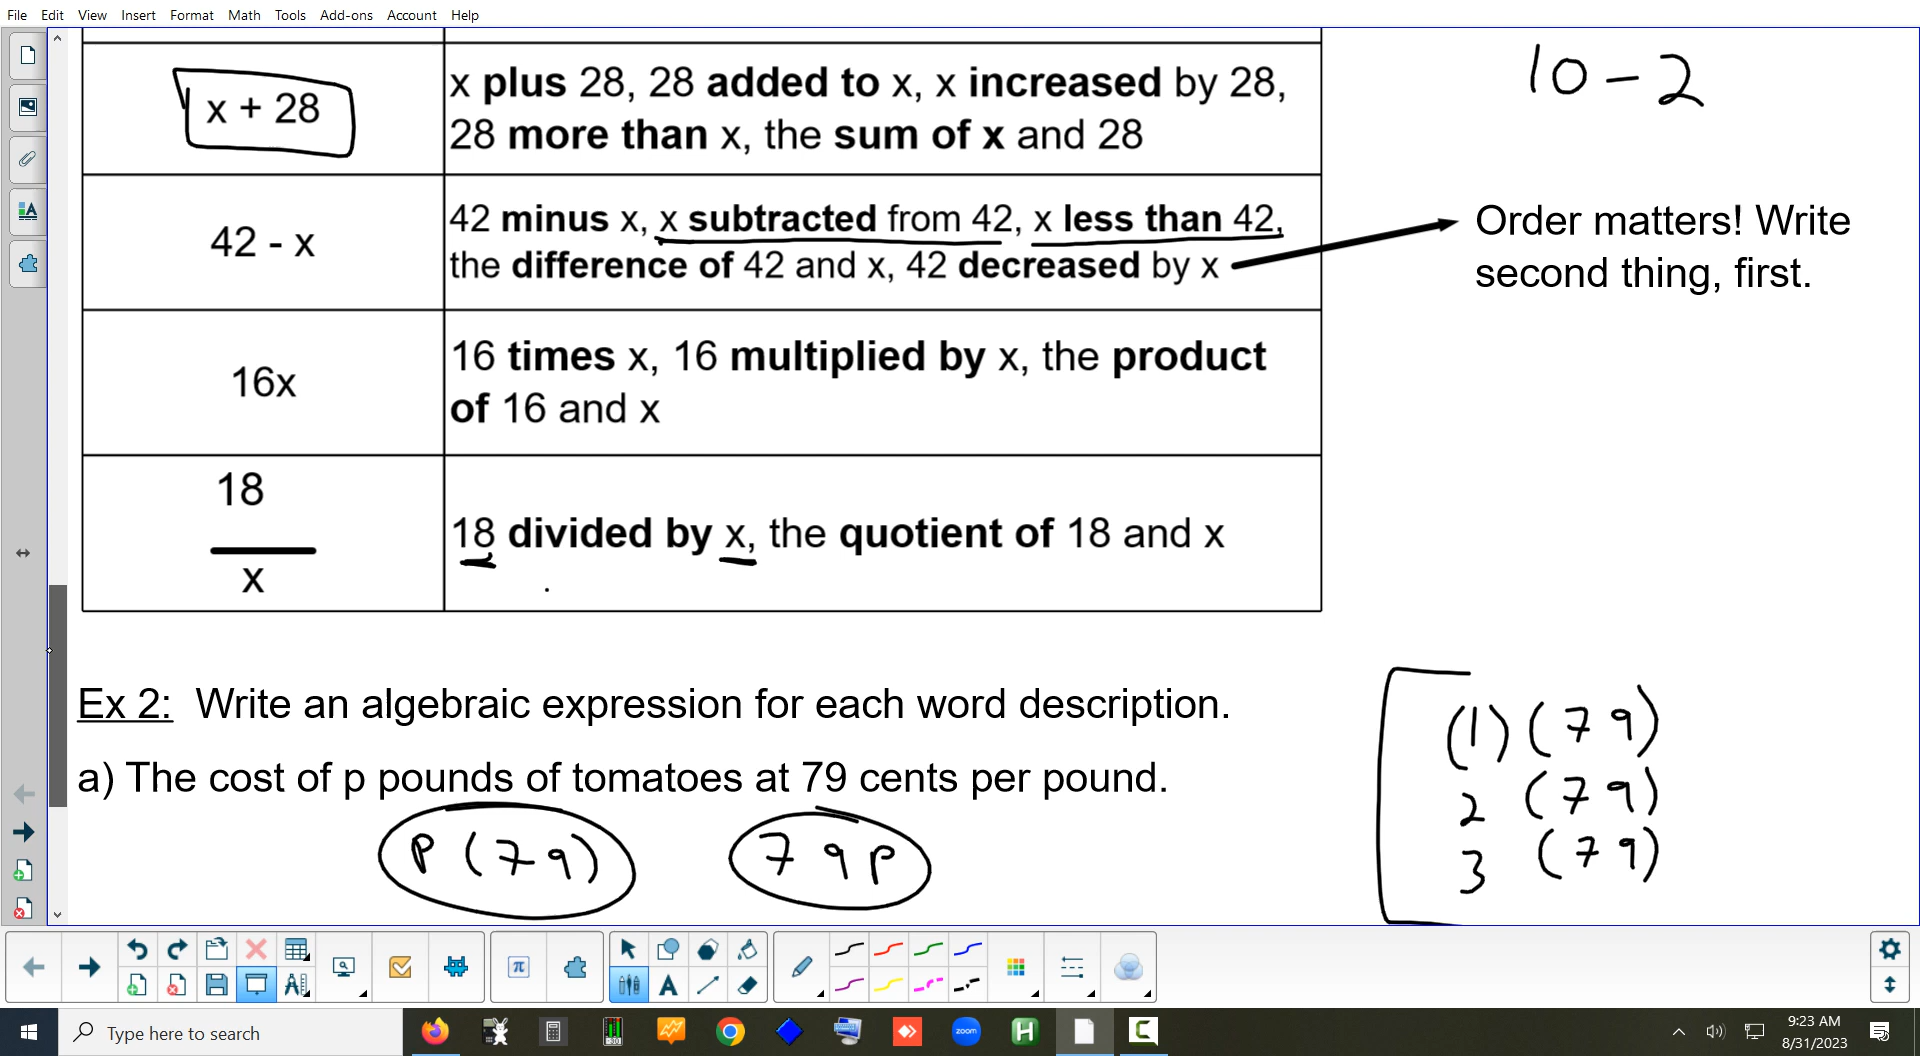 File Edit View Insert Format Math Tools Add-ons Account Help
x + 28
x plus 28, 28 added to x, x increased by 28,
28 more than x, the sum of x and 28
10 - 2
42 - x
42 minus x, x subtracted from 42, x less than 42,
the difference of 42 and x, 42 decreased by x
Order matters! Write
second thing, first.
16x
16 times x, 16 multiplied by x, the product
of 16 and x
18
x
18 divided by x, the quotient of 18 and x
Ex 2: Write an algebraic expression for each word description.
a) The cost of p pounds of tomatoes at 79 cents per pound.
p (79)
79p
(1) (79)
2 (79)
3 (79)
π
A
Type here to search
zoom
H
C
9:23 AM
8/31/2023